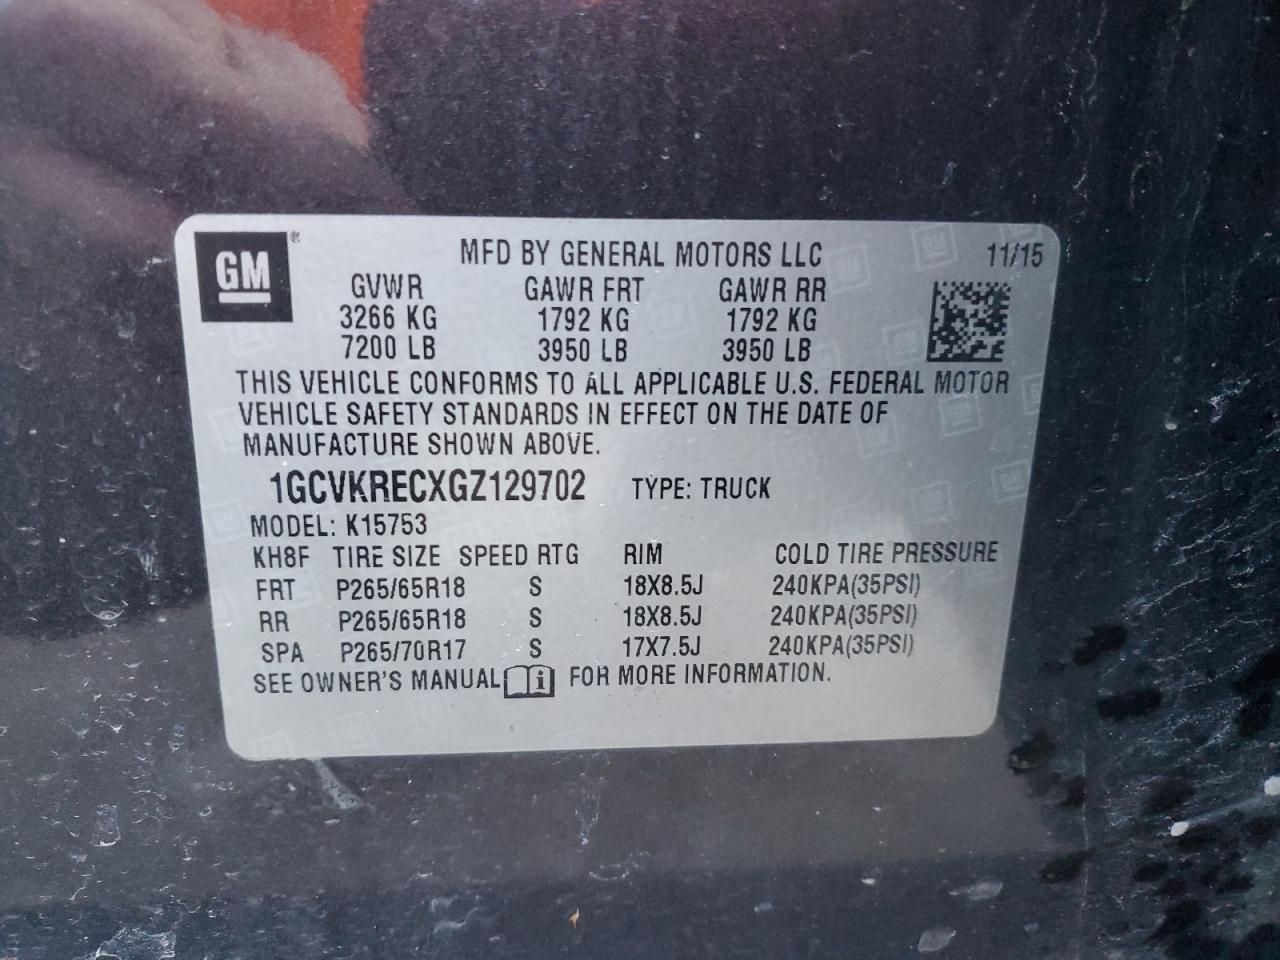 GM ®
MFD BY GENERAL MOTORS LLC 11/15
GVWR GAWR FRT GAWR RR
3266 KG 1792 KG 1792 KG
7200 LB 3950 LB 3950 LB
THIS VEHICLE CONFORMS TO ALL APPLICABLE U.S. FEDERAL MOTOR
VEHICLE SAFETY STANDARDS IN EFFECT ON THE DATE OF
MANUFACTURE SHOWN ABOVE.
1GCVKRECXGZ129702 TYPE: TRUCK
MODEL: K15753
KH8F TIRE SIZE SPEED RTG RIM COLD TIRE PRESSURE
FRT P265/65R18 S 18X8.5J 240KPA(35PSI)
RR P265/65R18 S 18X8.5J 240KPA(35PSI)
SPA P265/70R17 S 17X7.5J 240KPA(35PSI)
SEE OWNER'S MANUAL i FOR MORE INFORMATION.